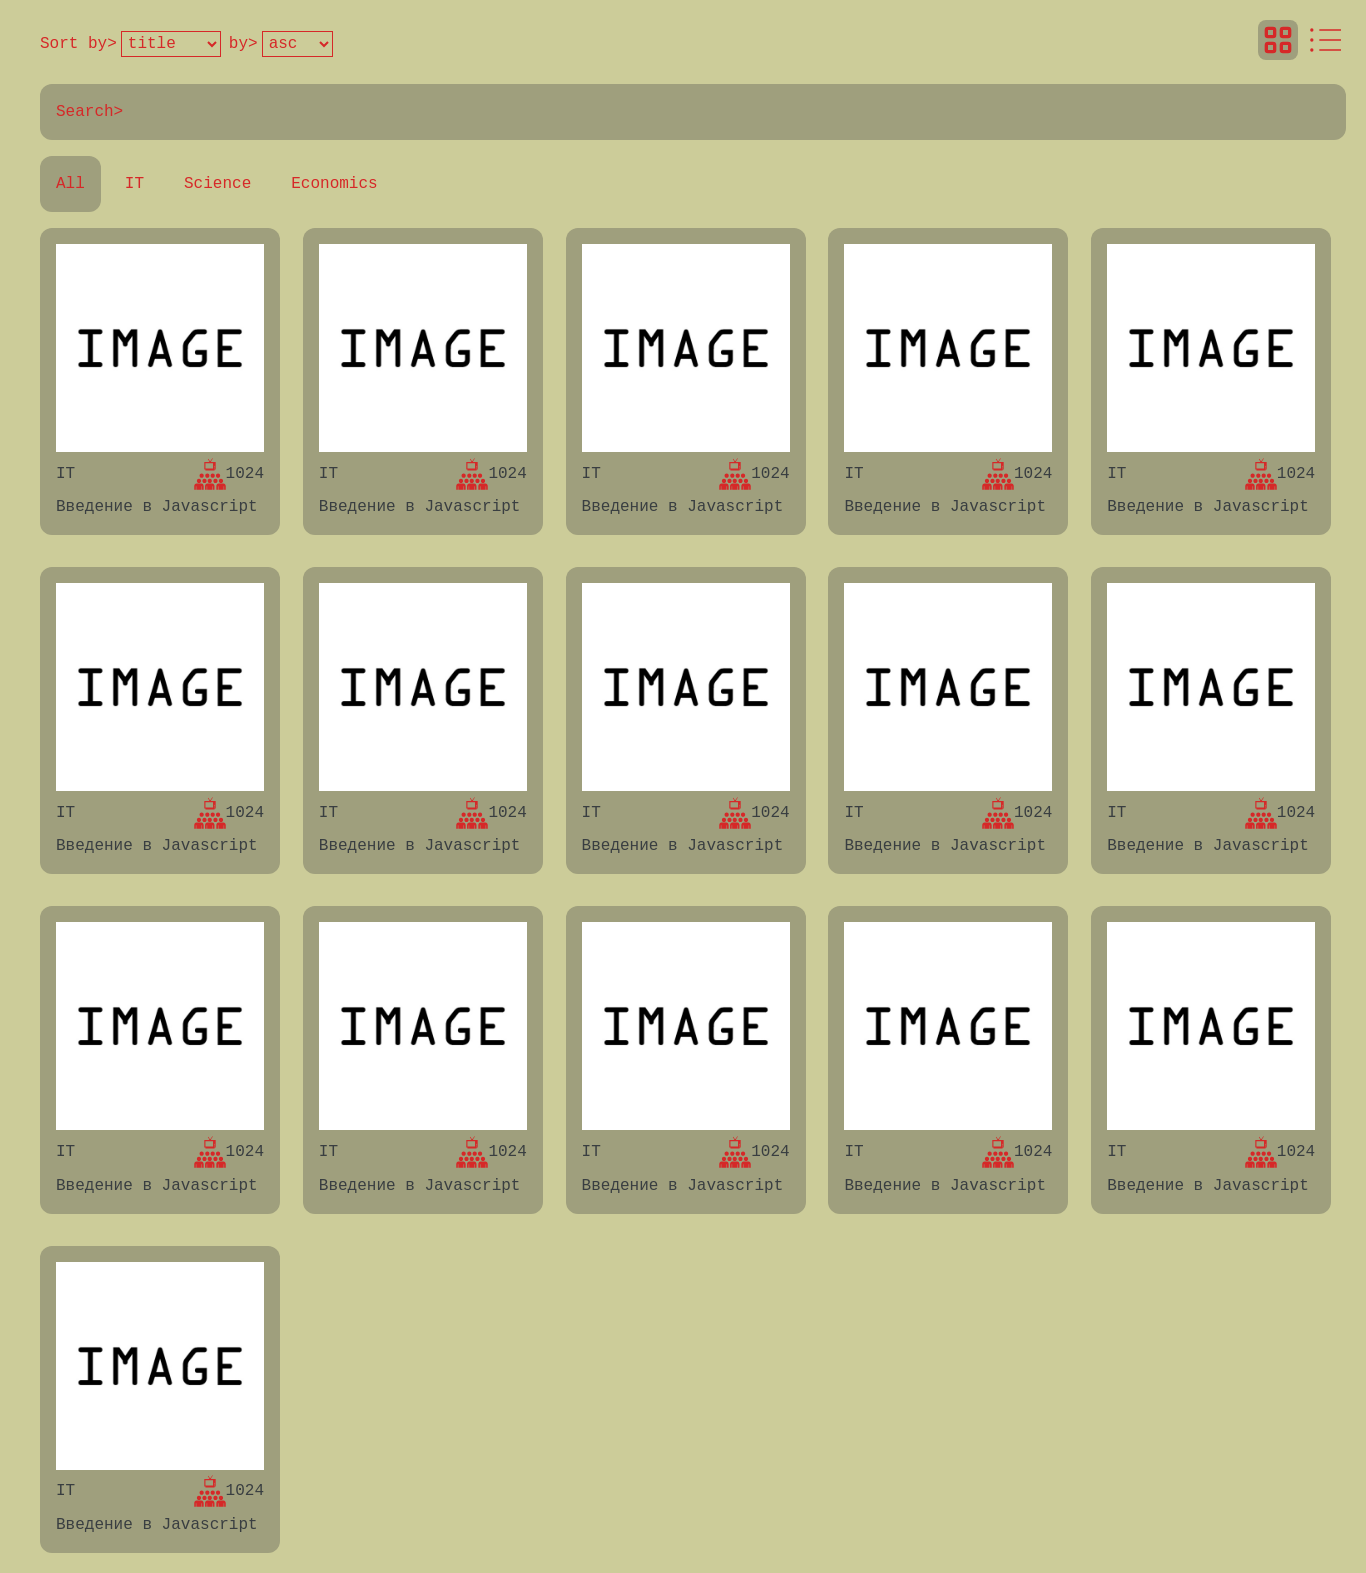 Sort by> title by> asc
Search>
All IT Science Economics
IMAGE IMAGE IMAGE IMAGE IMAGE
IT 1024 IT 1024 IT 1024 IT 1024 IT 1024
Введение в Javascript Введение в Javascript Введение в Javascript Введение в Javascript Введение в Javascript
IMAGE IMAGE IMAGE IMAGE IMAGE
IT 1024 IT 1024 IT 1024 IT 1024 IT 1024
Введение в Javascript Введение в Javascript Введение в Javascript Введение в Javascript Введение в Javascript
IMAGE IMAGE IMAGE IMAGE IMAGE
IT 1024 IT 1024 IT 1024 IT 1024 IT 1024
Введение в Javascript Введение в Javascript Введение в Javascript Введение в Javascript Введение в Javascript
IMAGE
IT 1024
Введение в Javascript